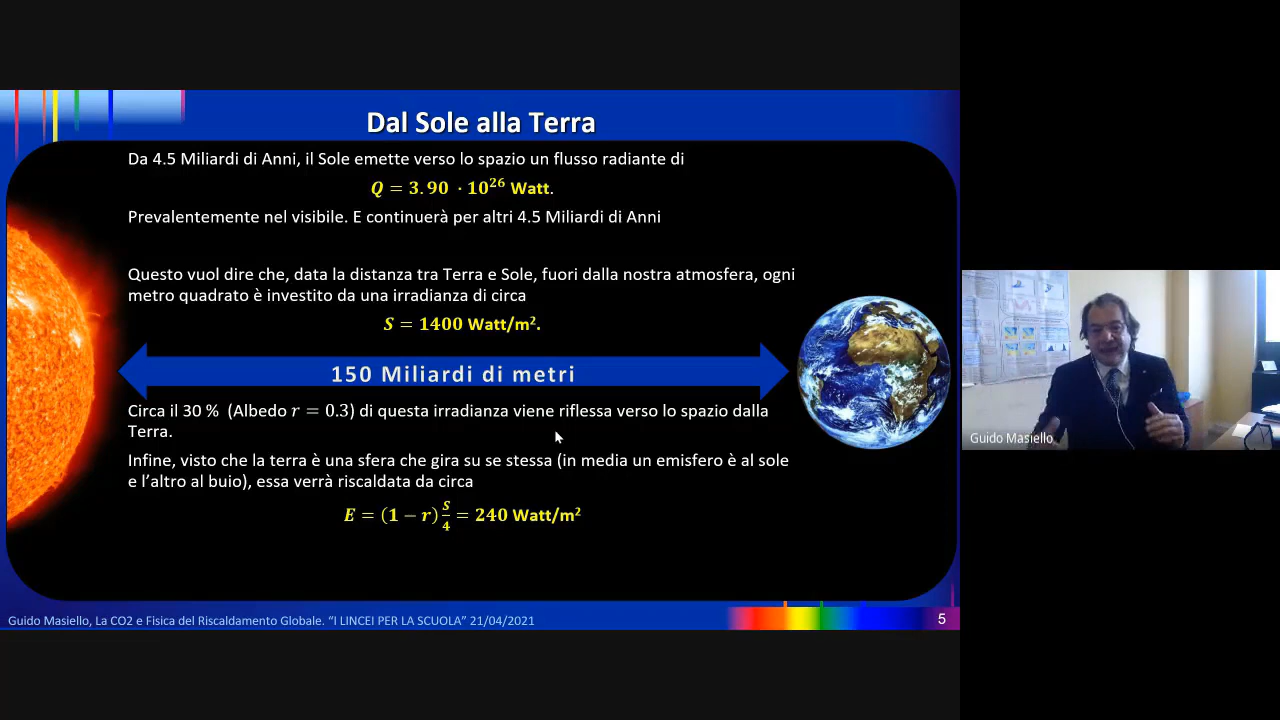 Dal Sole alla Terra
Da 4.5 Miliardi di Anni, il Sole emette verso lo spazio un flusso radiante di
Q = 3.90 · 10²⁶ Watt.
Prevalentemente nel visibile. E continuerà per altri 4.5 Miliardi di Anni
Questo vuol dire che, data la distanza tra Terra e Sole, fuori dalla nostra atmosfera, ogni
metro quadrato è investito da una irradianza di circa
S = 1400 Watt/m².
150 Miliardi di metri
Circa il 30 % (Albedo r = 0.3) di questa irradianza viene riflessa verso lo spazio dalla
Terra.
Infine, visto che la terra è una sfera che gira su se stessa (in media un emisfero è al sole
e l’altro al buio), essa verrà riscaldata da circa
E = (1 − r) S/4 = 240 Watt/m²
Guido Masiello, La CO2 e Fisica del Riscaldamento Globale. “I LINCEI PER LA SCUOLA” 21/04/2021
5
Guido Masiello